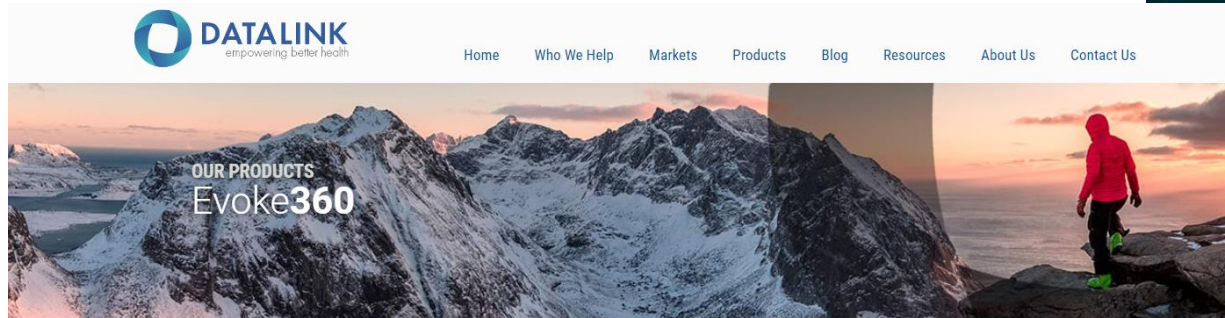 DATALINK
empowering better health
Home Who We Help Markets Products Blog Resources About Us Contact Us
OUR PRODUCTS
Evoke360